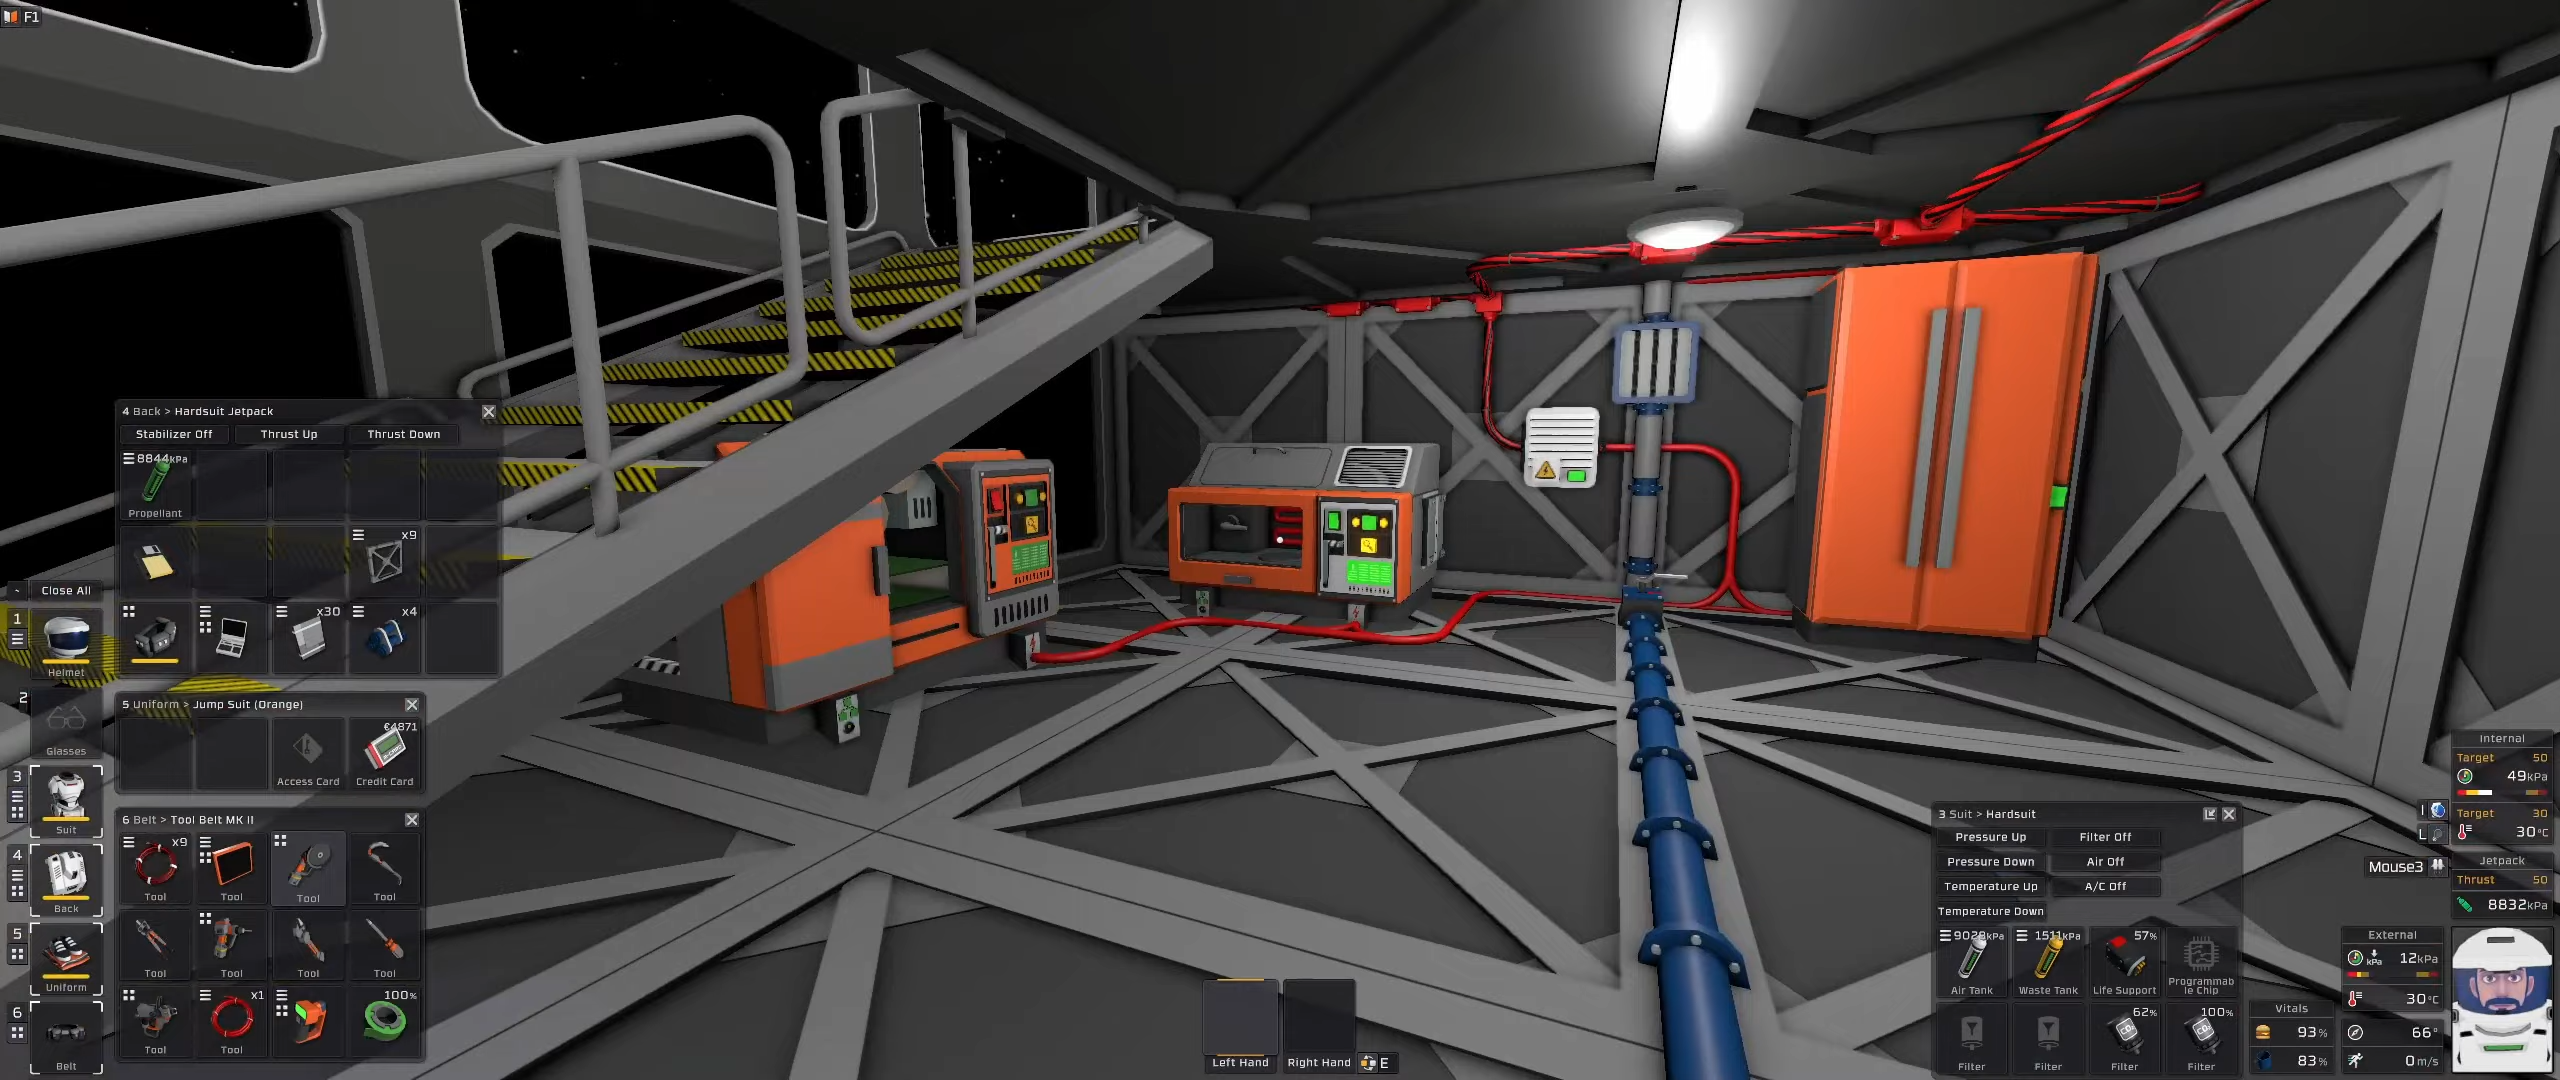 F1
4 Back > Hardsuit Jetpack
Stabilizer Off
Thrust Up
Thrust Down
8844kPa
Propellant
x9
x30
x4
~
Close All
1
Helmet
2
Glasses
3
Suit
4
Back
5
Uniform
6
Belt
5 Uniform > Jump Suit (Orange)
€4871
Access Card
Credit Card
6 Belt > Tool Belt MK II
x9
Tool
Tool
Tool
Tool
Tool
Tool
Tool
Tool
x1
100%
Tool
Tool
Left Hand
Right Hand
E
3 Suit > Hardsuit
Pressure Up
Filter Off
Pressure Down
Air Off
Temperature Up
A/C Off
Temperature Down
1511kPa
57%
Air Tank
Waste Tank
Life Support
Programmab
le Chip
62%
100%
Filter
Filter
Filter
Filter
Internal
Target 50
49kPa
Target 30
30°C
I
L
Mouse3
Jetpack
Thrust 50
8832kPa
External
kPa
12kPa
30°C
Vitals
93%
66°
83%
0m/s